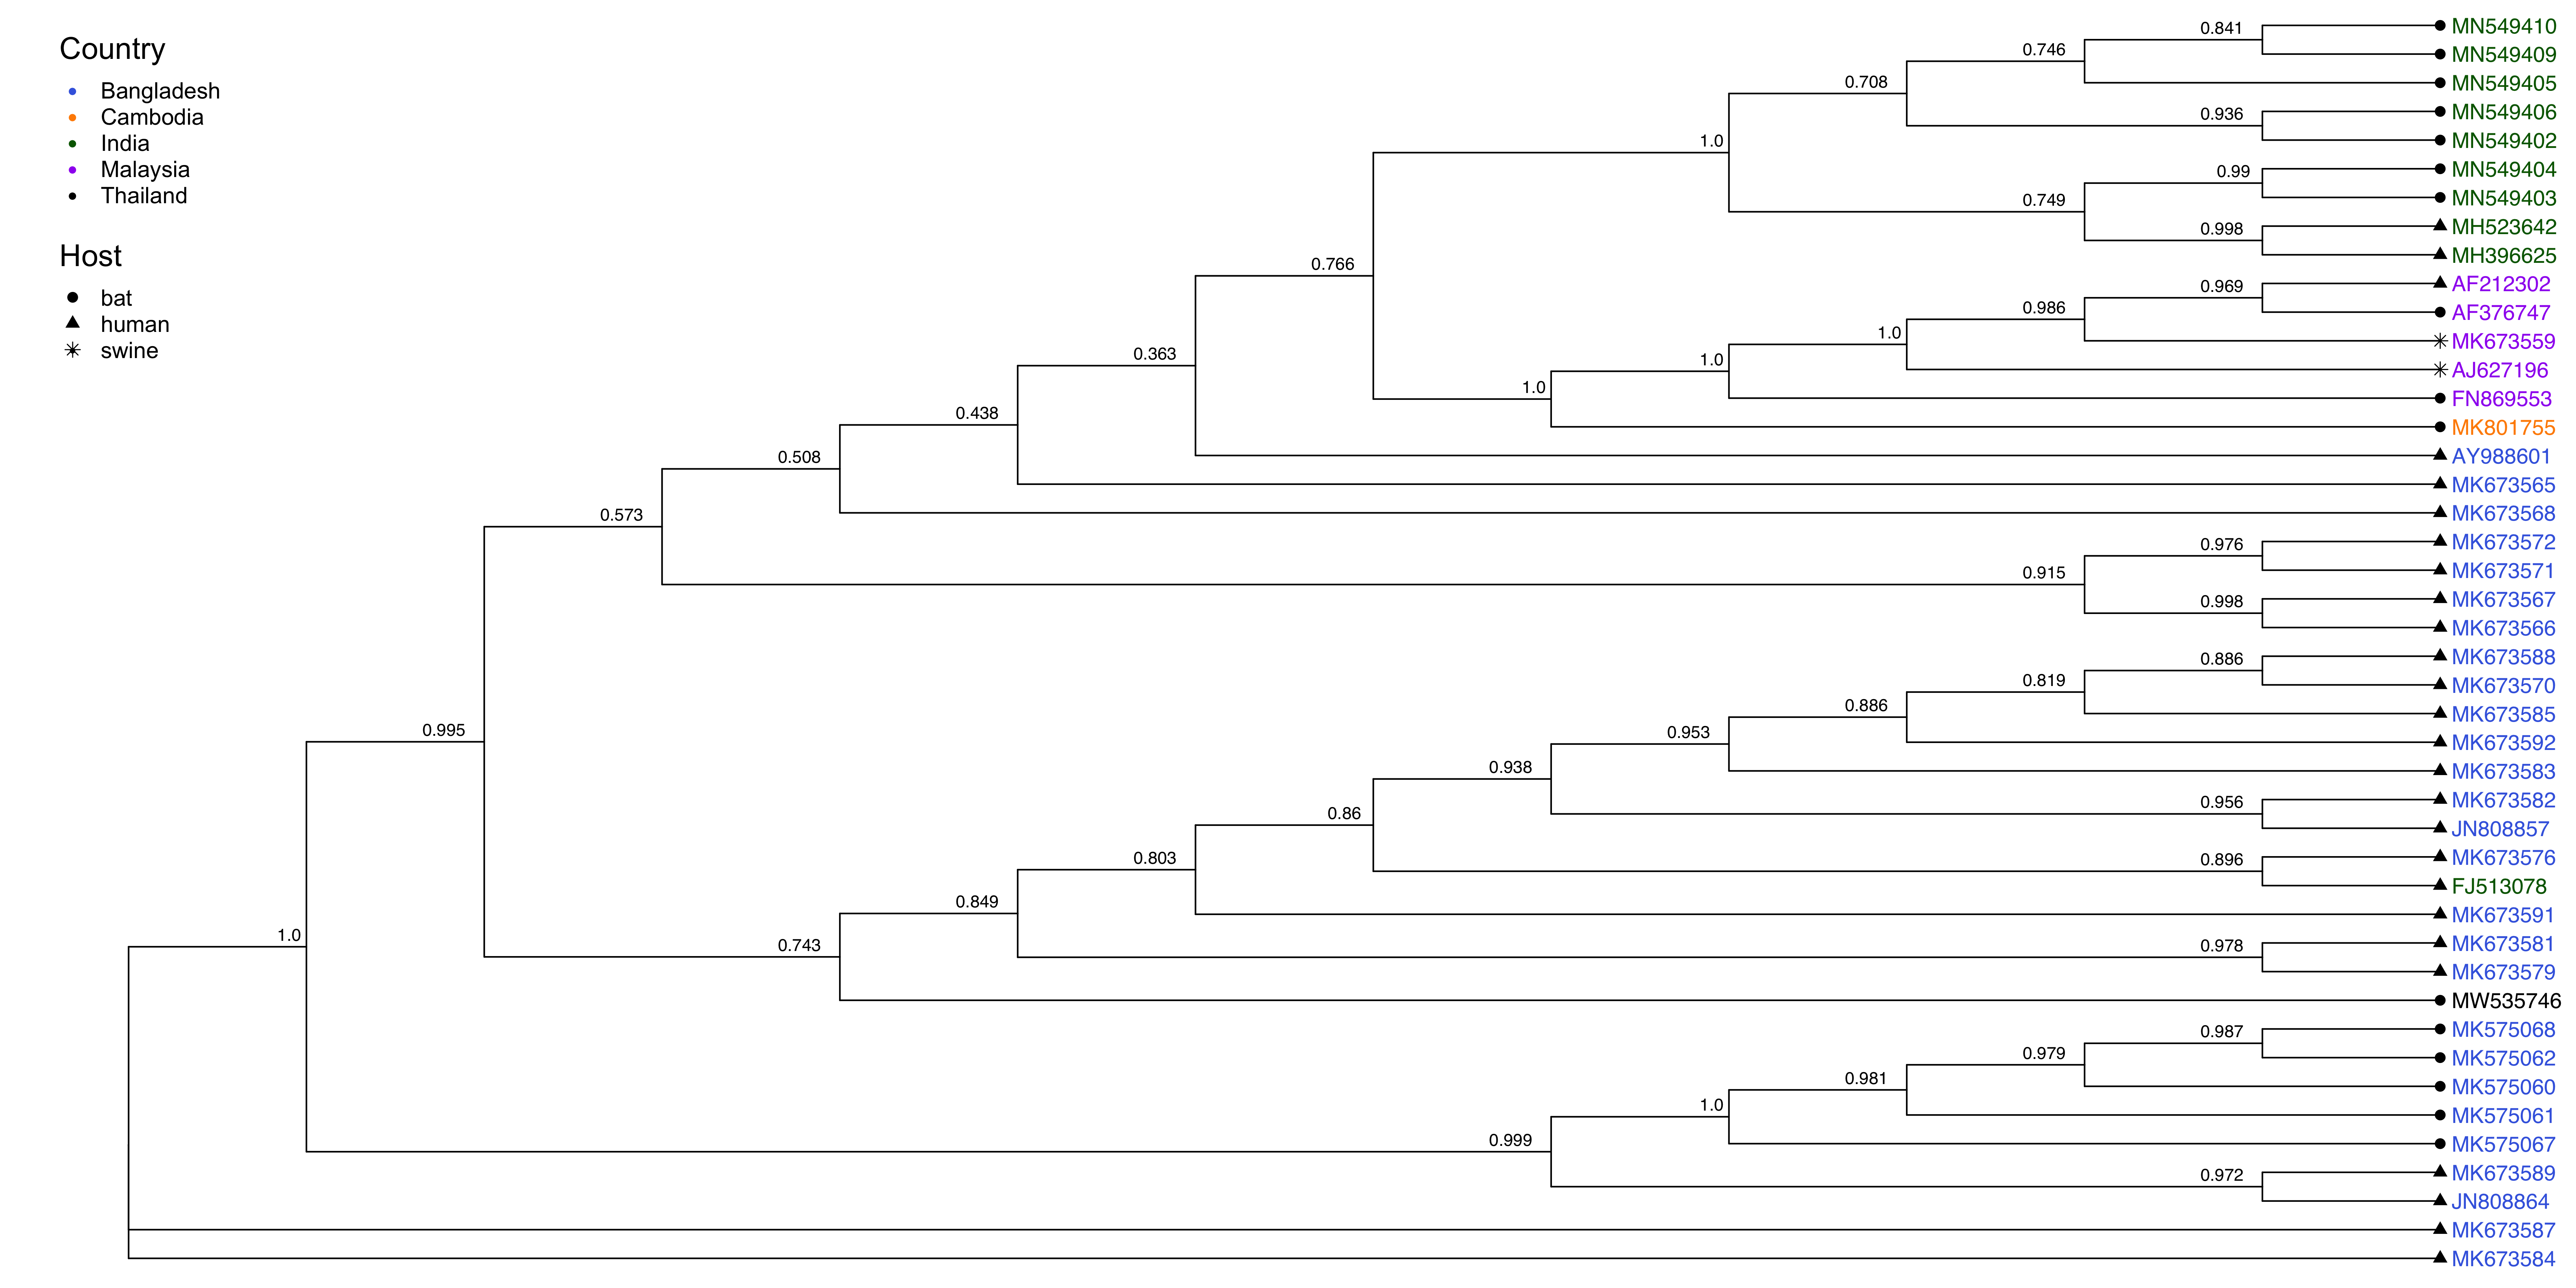 Country
Bangladesh
Cambodia
India
Malaysia
Thailand
Host
bat
human
swine
MN549410
0.841
MN549409
0.746
MN549405
0.708
MN549406
0.936
MN549402
1.0
MN549404
0.99
MN549403
0.749
MH523642
0.998
MH396625
0.766
AF212302
0.969
AF376747
0.986
MK673559
1.0
AJ627196
1.0
FN869553
1.0
MK801755
0.363
AY988601
0.438
MK673565
0.508
MK673568
0.573
MK673572
0.976
MK673571
0.915
MK673567
0.998
MK673566
0.995
MK673588
0.886
MK673570
0.819
MK673585
0.886
MK673592
0.953
MK673583
0.938
MK673582
0.956
JN808857
0.86
MK673576
0.896
FJ513078
0.803
MK673591
0.849
MK673581
0.978
MK673579
0.743
MW535746
1.0
MK575068
0.987
MK575062
0.979
MK575060
0.981
MK575061
1.0
MK575067
0.999
MK673589
0.972
JN808864
MK673587
MK673584